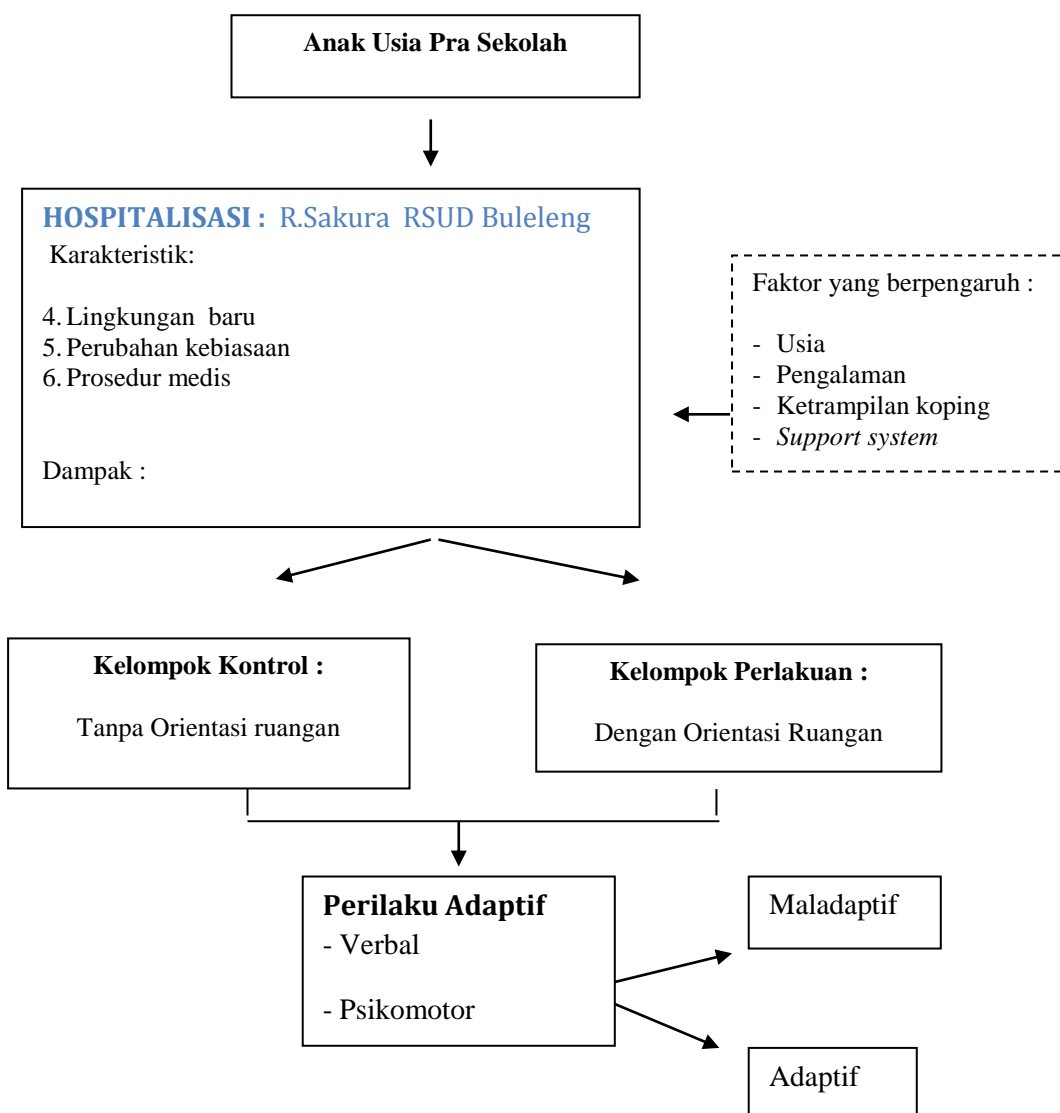 Anak Usia Pra Sekolah
HOSPITALISASI : R.Sakura RSUD Buleleng
Karakteristik:
4. Lingkungan baru
5. Perubahan kebiasaan
6. Prosedur medis
Dampak :
Faktor yang berpengaruh :
- Usia
- Pengalaman
- Ketrampilan koping
- Support system
Kelompok Kontrol :
Tanpa Orientasi ruangan
Kelompok Perlakuan :
Dengan Orientasi Ruangan
Perilaku Adaptif
- Verbal
- Psikomotor
Maladaptif
Adaptif